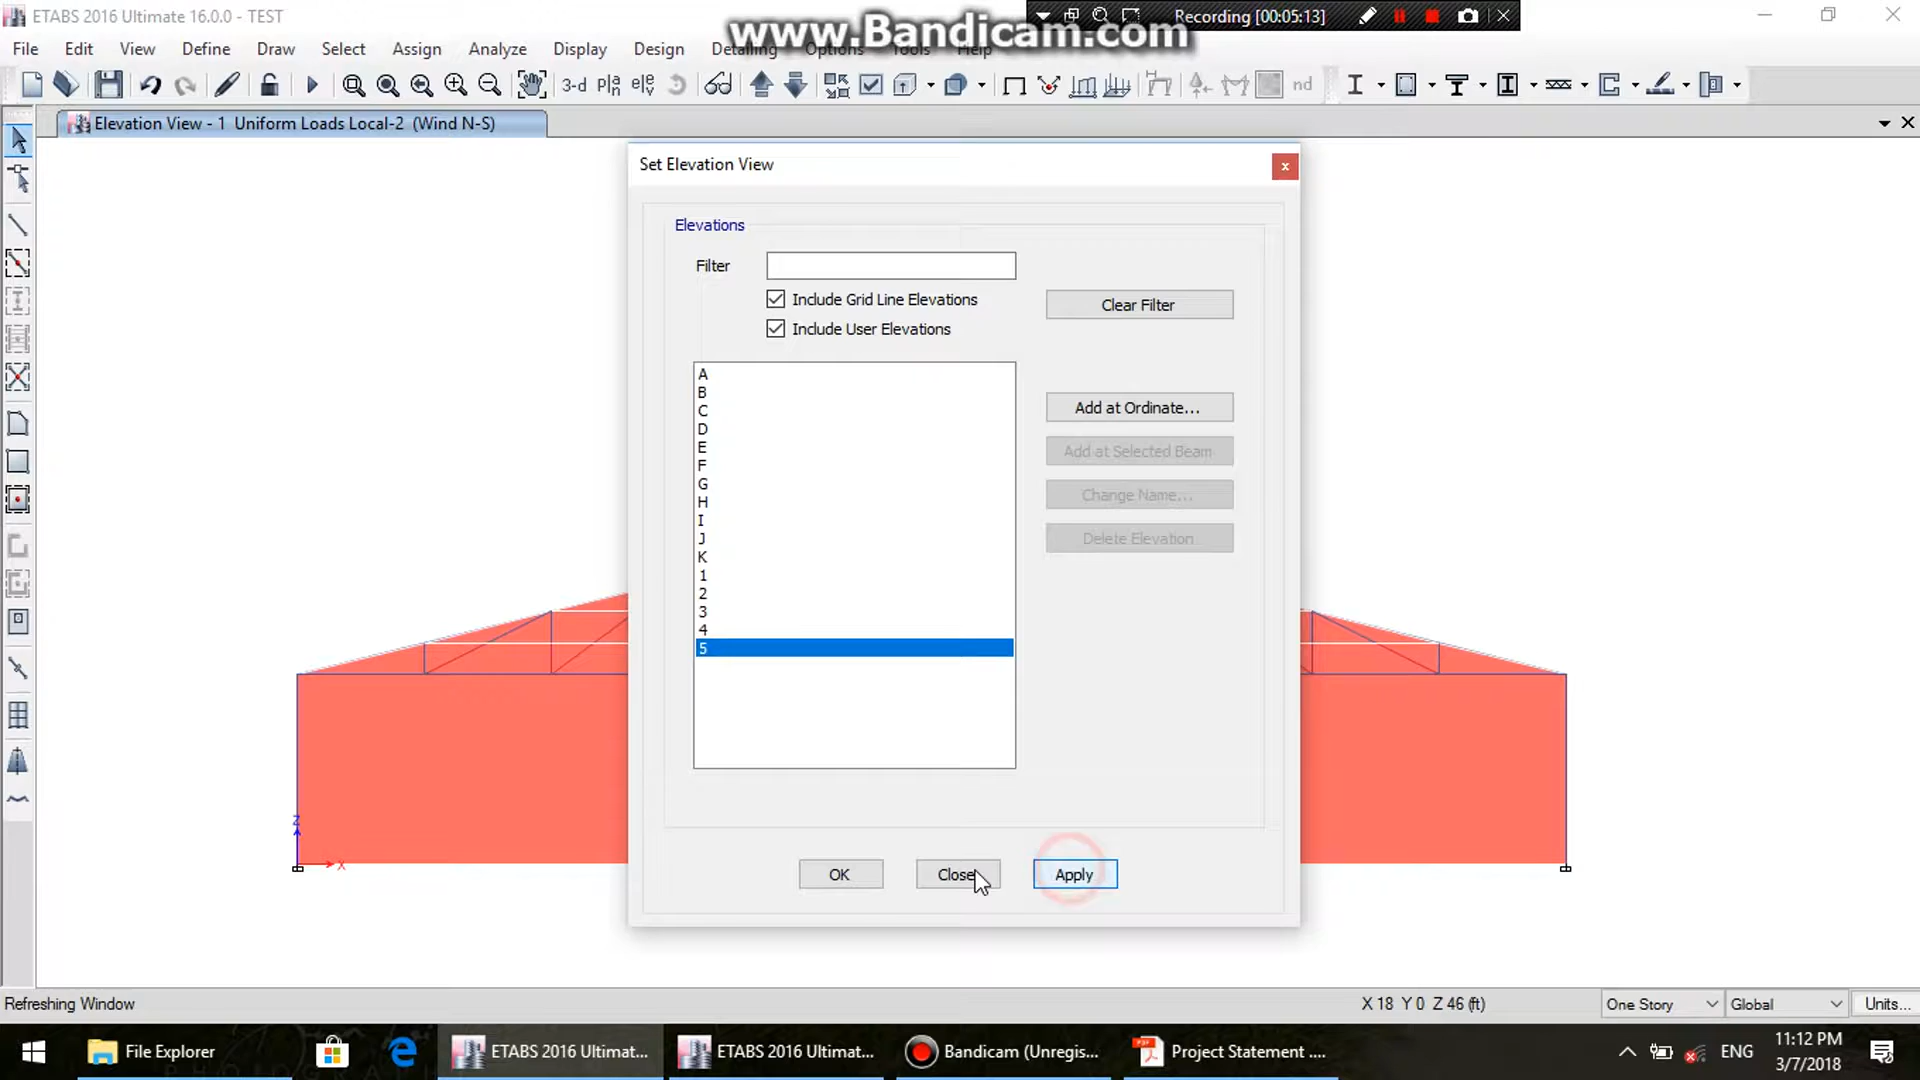 ETABS 2016 Ultimate 16.0.0 - TEST
www.Bandicam.com
Recording [00:05:13]
File Edit View Define Draw Select Assign Analyze Display Design Detailing Options Tools Help
3-d
nd
Elevation View - 1 Uniform Loads Local-2 (Wind N-S)
Set Elevation View
Elevations
Filter
Include Grid Line Elevations
Include User Elevations
Clear Filter
A
B
C
D
E
F
G
H
I
J
K
1
2
3
4
5
Add at Ordinate...
Add at Selected Beam
Change Name...
Delete Elevation
OK
Close
Apply
Z
X
Refreshing Window
X 18 Y 0 Z 46 (ft)
One Story
Global
Units...
File Explorer
ETABS 2016 Ultimat...
ETABS 2016 Ultimat...
Bandicam (Unregis...
Project Statement ....
ENG
11:12 PM
3/7/2018